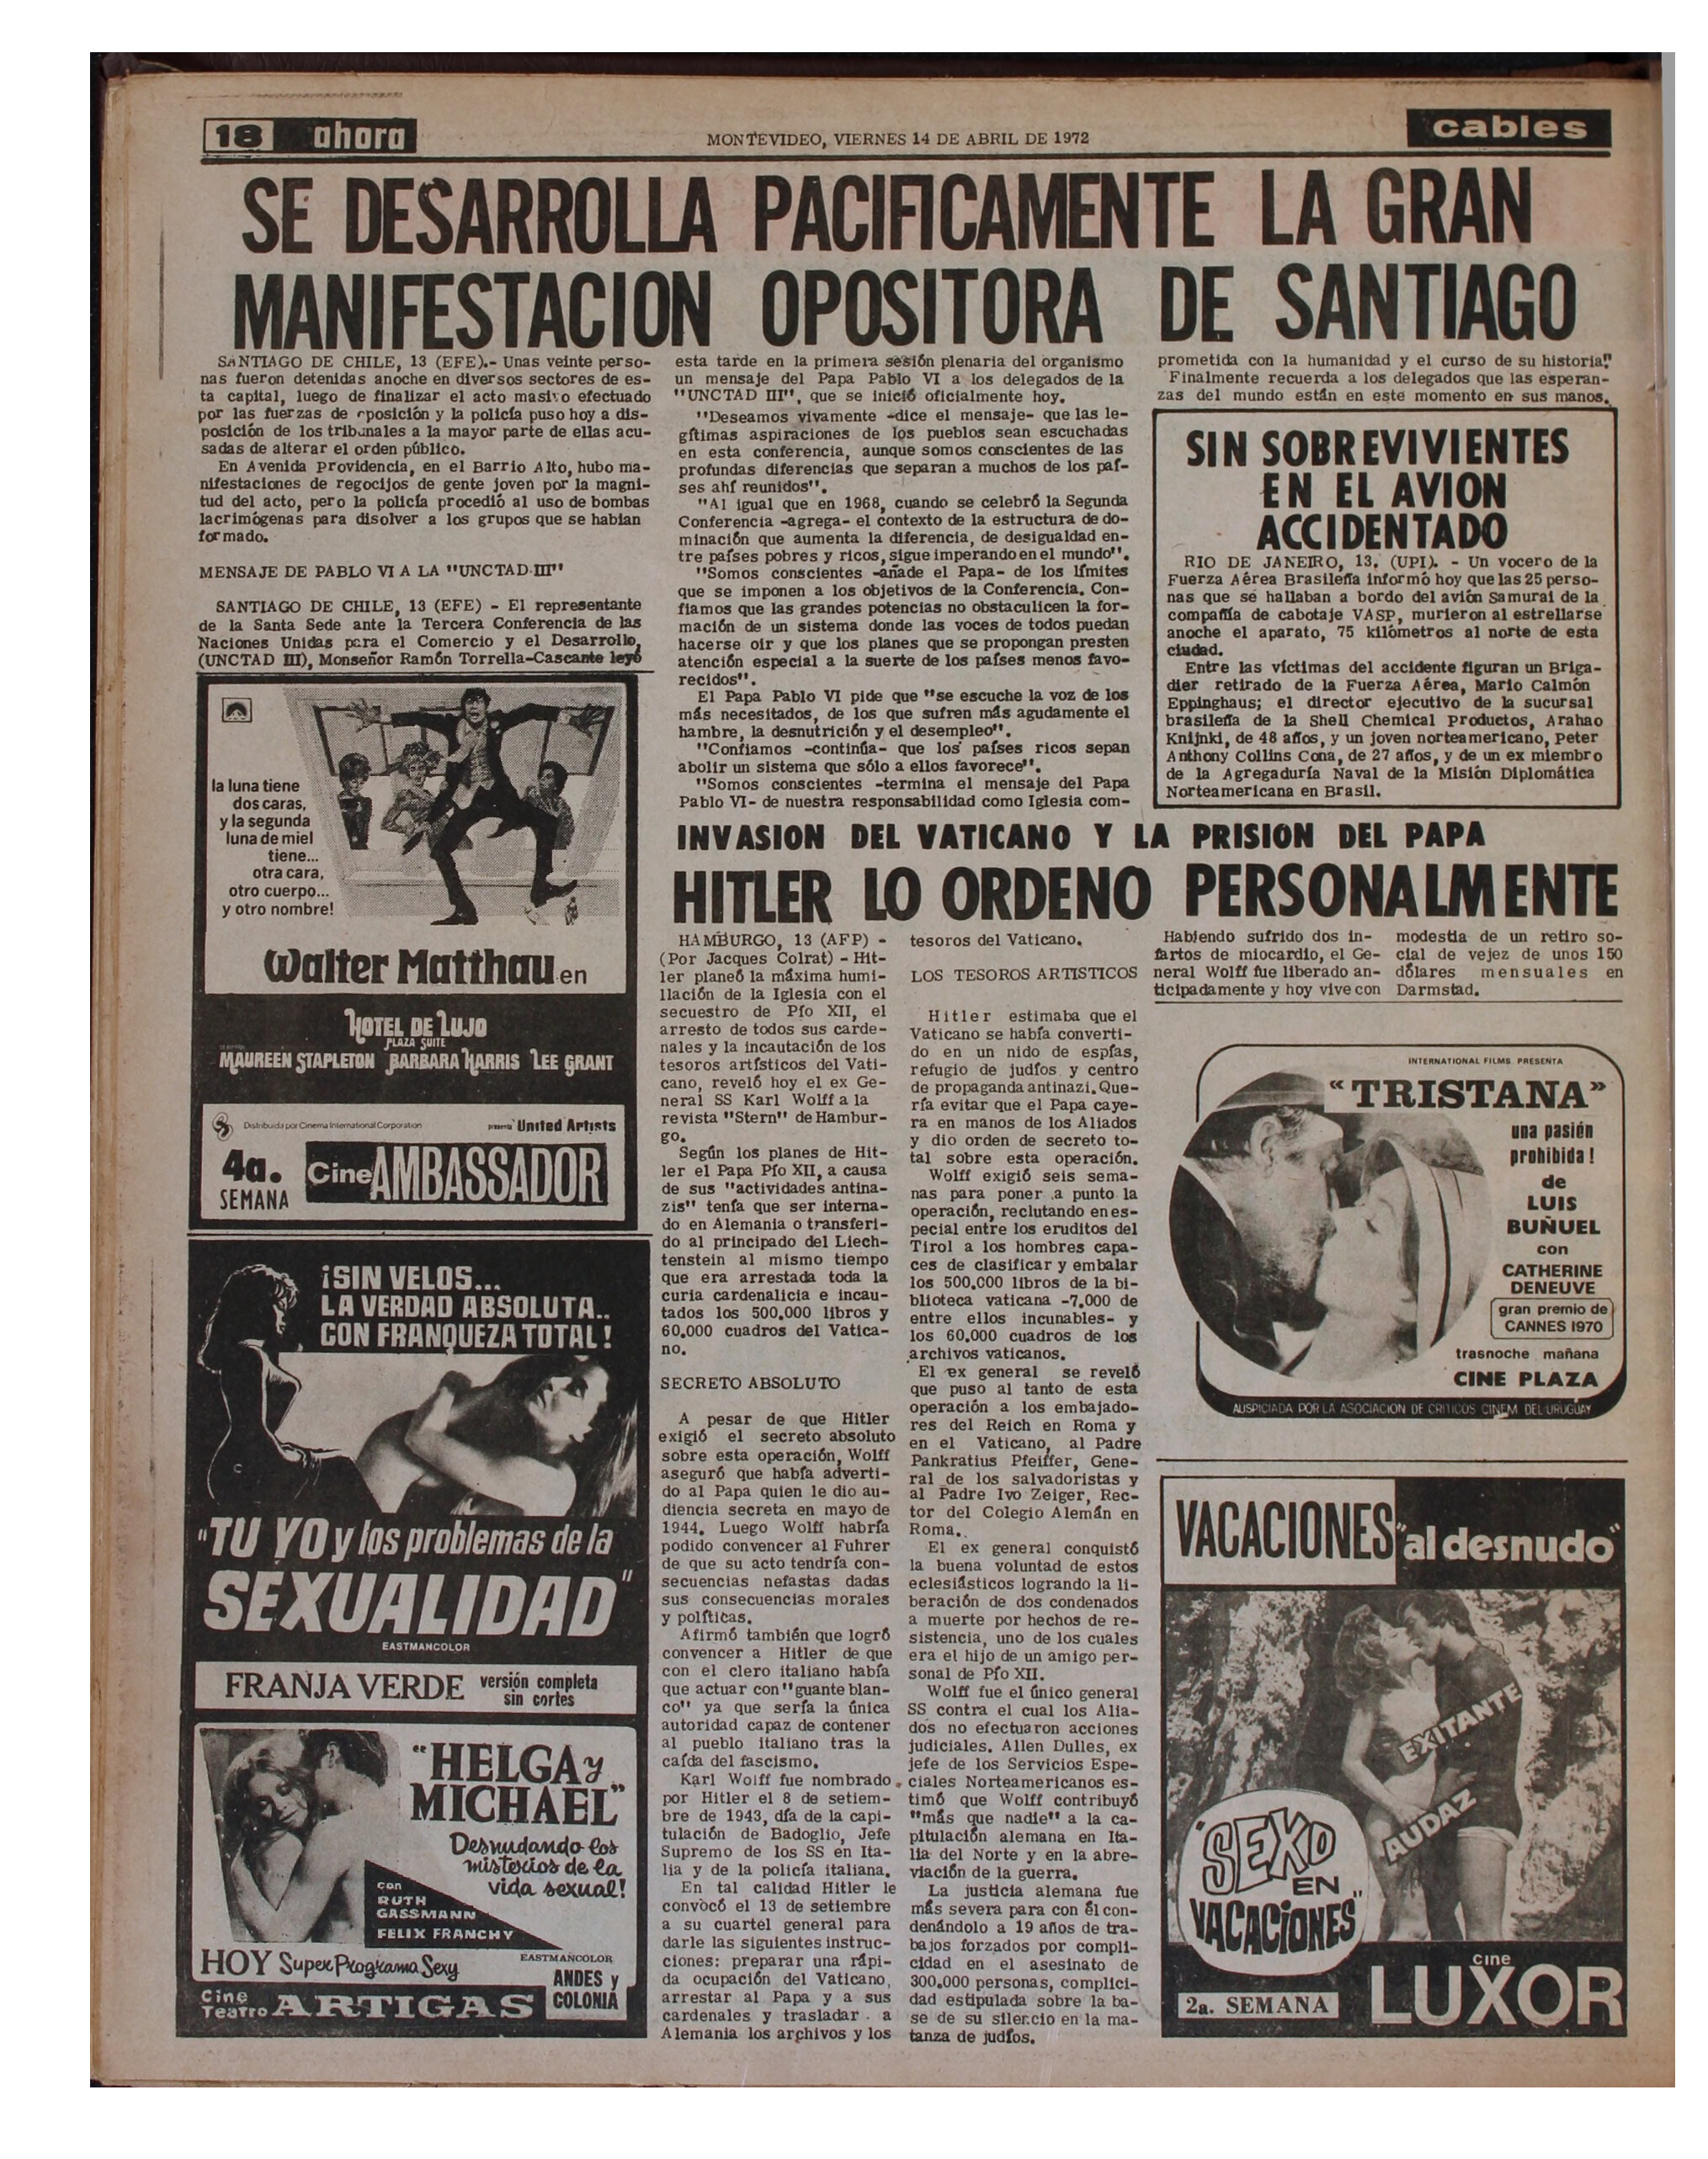 18 ahora
MONTEVIDEO, VIERNES 14 DE ABRIL DE 1972
cables
SE DESARROLLA PACIFICAMENTE LA GRAN
MANIFESTACION OPOSITORA DE SANTIAGO
SANTIAGO DE CHILE, 13 (EFE).- Unas veinte perso-
nas fueron detenidas anoche en diversos sectores de es-
ta capital, luego de finalizar el acto masivo efectuado
por las fuerzas de oposición y la policía puso hoy a dis-
posición de los tribunales a la mayor parte de ellas acu-
sadas de alterar el orden público.
En Avenida Providencia, en el Barrio Alto, hubo ma-
nifestaciones de regocijos de gente joven por la magni-
tud del acto, pero la policía procedió al uso de bombas
lacrimógenas para disolver a los grupos que se habían
formado.
MENSAJE DE PABLO VI A LA "UNCTAD III"
SANTIAGO DE CHILE, 13 (EFE) - El representante
de la Santa Sede ante la Tercera Conferencia de las
Naciones Unidas para el Comercio y el Desarrollo,
(UNCTAD III), Monseñor Ramón Torrella-Cascante leyó
esta tarde en la primera sesión plenaria del organismo
un mensaje del Papa Pablo VI a los delegados de la
"UNCTAD III", que se inició oficialmente hoy.
"Deseamos vivamente -dice el mensaje- que las le-
gítimas aspiraciones de los pueblos sean escuchadas
en esta conferencia, aunque somos conscientes de las
profundas diferencias que separan a muchos de los paí-
ses ahí reunidos".
"Al igual que en 1968, cuando se celebró la Segunda
Conferencia -agrega- el contexto de la estructura de do-
minación que aumenta la diferencia, de desigualdad en-
tre países pobres y ricos, sigue imperando en el mundo".
"Somos conscientes -añade el Papa- de los límites
que se imponen a los objetivos de la Conferencia. Con-
fiamos que las grandes potencias no obstaculicen la for-
mación de un sistema donde las voces de todos puedan
hacerse oir y que los planes que se propongan presten
atención especial a la suerte de los países menos favo-
recidos".
El Papa Pablo VI pide que "se escuche la voz de los
más necesitados, de los que sufren más agudamente el
hambre, la desnutrición y el desempleo".
"Confiamos -continúa- que los países ricos sepan
abolir un sistema que sólo a ellos favorece".
"Somos conscientes -termina el mensaje del Papa
Pablo VI- de nuestra responsabilidad como Iglesia com-
prometida con la humanidad y el curso de su historia".
Finalmente recuerda a los delegados que las esperan-
zas del mundo están en este momento en sus manos.
SIN SOBREVIVIENTES
EN EL AVION
ACCIDENTADO
RIO DE JANEIRO, 13. (UPI). - Un vocero de la
Fuerza Aérea Brasileña informó hoy que las 25 perso-
nas que se hallaban a bordo del avión Samurai de la
compañía de cabotaje VASP, murieron al estrellarse
anoche el aparato, 75 kilómetros al norte de esta
ciudad.
Entre las víctimas del accidente figuran un Briga-
dier retirado de la Fuerza Aérea, Mario Calmón
Eppinghaus; el director ejecutivo de la sucursal
brasileña de la Shell Chemical Productos, Arahao
Knijnki, de 48 años, y un joven norteamericano, Peter
Anthony Collins Cona, de 27 años, y de un ex miembro
de la Agregaduría Naval de la Misión Diplomática
Norteamericana en Brasil.
la luna tiene
dos caras,
y la segunda
luna de miel
tiene...
otra cara,
otro cuerpo...
y otro nombre!
Walter Matthau en
HOTEL DE LUJO
PLAZA SUITE
MAUREEN STAPLETON BARBARA HARRIS LEE GRANT
Distribuida por Cinema International Corporation
presenta United Artists
4a.
SEMANA
Cine AMBASSADOR
¡SIN VELOS...
LA VERDAD ABSOLUTA..
CON FRANQUEZA TOTAL!
"TU YO y los problemas de la
SEXUALIDAD"
EASTMANCOLOR
FRANJA VERDE versión completa
sin cortes
"HELGA y
MICHAEL"
Desnudando los
misterios de la
vida sexual!
con
RUTH
GASSMANN
FELIX FRANCHY
EASTMANCOLOR
HOY Super Programa Sexy
Cine
Teatro ARTIGAS
ANDES y
COLONIA
INVASION DEL VATICANO Y LA PRISION DEL PAPA
HITLER LO ORDENO PERSONALMENTE
HAMBURGO, 13 (AFP) -
(Por Jacques Colrat) - Hit-
ler planeó la máxima humi-
llación de la Iglesia con el
secuestro de Pío XII, el
arresto de todos sus carde-
nales y la incautación de los
tesoros artísticos del Vati-
cano, reveló hoy el ex Ge-
neral SS Karl Wolff a la
revista "Stern" de Hambur-
go.
Según los planes de Hit-
ler el Papa Pío XII, a causa
de sus "actividades antina-
zis" tenía que ser interna-
do en Alemania o transferi-
do al principado del Liech-
tenstein al mismo tiempo
que era arrestada toda la
curia cardenalicia e incau-
tados los 500.000 libros y
60.000 cuadros del Vatica-
no.
SECRETO ABSOLUTO
A pesar de que Hitler
exigió el secreto absoluto
sobre esta operación, Wolff
aseguró que había adverti-
do al Papa quien le dio au-
diencia secreta en mayo de
1944. Luego Wolff habría
podido convencer al Fuhrer
de que su acto tendría con-
secuencias nefastas dadas
sus consecuencias morales
y políticas.
Afirmó también que logró
convencer a Hitler de que
con el clero italiano había
que actuar con "guante blan-
co" ya que sería la única
autoridad capaz de contener
al pueblo italiano tras la
caída del fascismo.
Karl Wolff fue nombrado
por Hitler el 8 de setiem-
bre de 1943, día de la capi-
tulación de Badoglio, Jefe
Supremo de los SS en Ita-
lia y de la policía italiana.
En tal calidad Hitler le
convocó el 13 de setiembre
a su cuartel general para
darle las siguientes instruc-
ciones: preparar una rápi-
da ocupación del Vaticano,
arrestar al Papa y a sus
cardenales y trasladar a
Alemania los archivos y los
tesoros del Vaticano.
LOS TESOROS ARTISTICOS
Hitler estimaba que el
Vaticano se había converti-
do en un nido de espías,
refugio de judíos y centro
de propaganda antinazi. Que-
ría evitar que el Papa caye-
ra en manos de los Aliados
y dio orden de secreto to-
tal sobre esta operación.
Wolff exigió seis sema-
nas para poner a punto la
operación, reclutando en es-
pecial entre los eruditos del
Tirol a los hombres capa-
ces de clasificar y embalar
los 500.000 libros de la bi-
blioteca vaticana -7.000 de
entre ellos incunables- y
los 60.000 cuadros de los
archivos vaticanos.
El ex general se reveló
que puso al tanto de esta
operación a los embajado-
res del Reich en Roma y
en el Vaticano, al Padre
Pankratius Pfeiffer, Gene-
ral de los salvadoristas y
al Padre Ivo Zeiger, Rec-
tor del Colegio Alemán en
Roma.
El ex general conquistó
la buena voluntad de estos
eclesiásticos logrando la li-
beración de dos condenados
a muerte por hechos de re-
sistencia, uno de los cuales
era el hijo de un amigo per-
sonal de Pío XII.
Wolff fue el único general
SS contra el cual los Alia-
dos no efectuaron acciones
judiciales. Allen Dulles, ex
jefe de los Servicios Espe-
ciales Norteamericanos es-
timó que Wolff contribuyó
"más que nadie" a la ca-
pitulación alemana en Ita-
lia del Norte y en la abre-
viación de la guerra.
La justicia alemana fue
más severa para con él con-
denándolo a 19 años de tra-
bajos forzados por compli-
cidad en el asesinato de
300.000 personas, complici-
dad estipulada sobre la ba-
se de su silencio en la ma-
tanza de judíos.
Habiendo sufrido dos in-
fartos de miocardio, el Ge-
neral Wolff fue liberado an-
ticipadamente y hoy vive con
modestia de un retiro so-
cial de vejez de unos 150
dólares mensuales en
Darmstad.
INTERNATIONAL FILMS PRESENTA
"TRISTANA"
una pasión
prohibida!
de
LUIS
BUÑUEL
con
CATHERINE
DENEUVE
gran premio de
CANNES 1970
trasnoche mañana
CINE PLAZA
AUSPICIADA POR LA ASOCIACION DE CRITICOS CINEM. DEL URUGUAY
VACACIONES "al desnudo"
EXITANTE
AUDAZ
"SEXO
EN
VACACIONES"
2a. SEMANA
cine
LUXOR